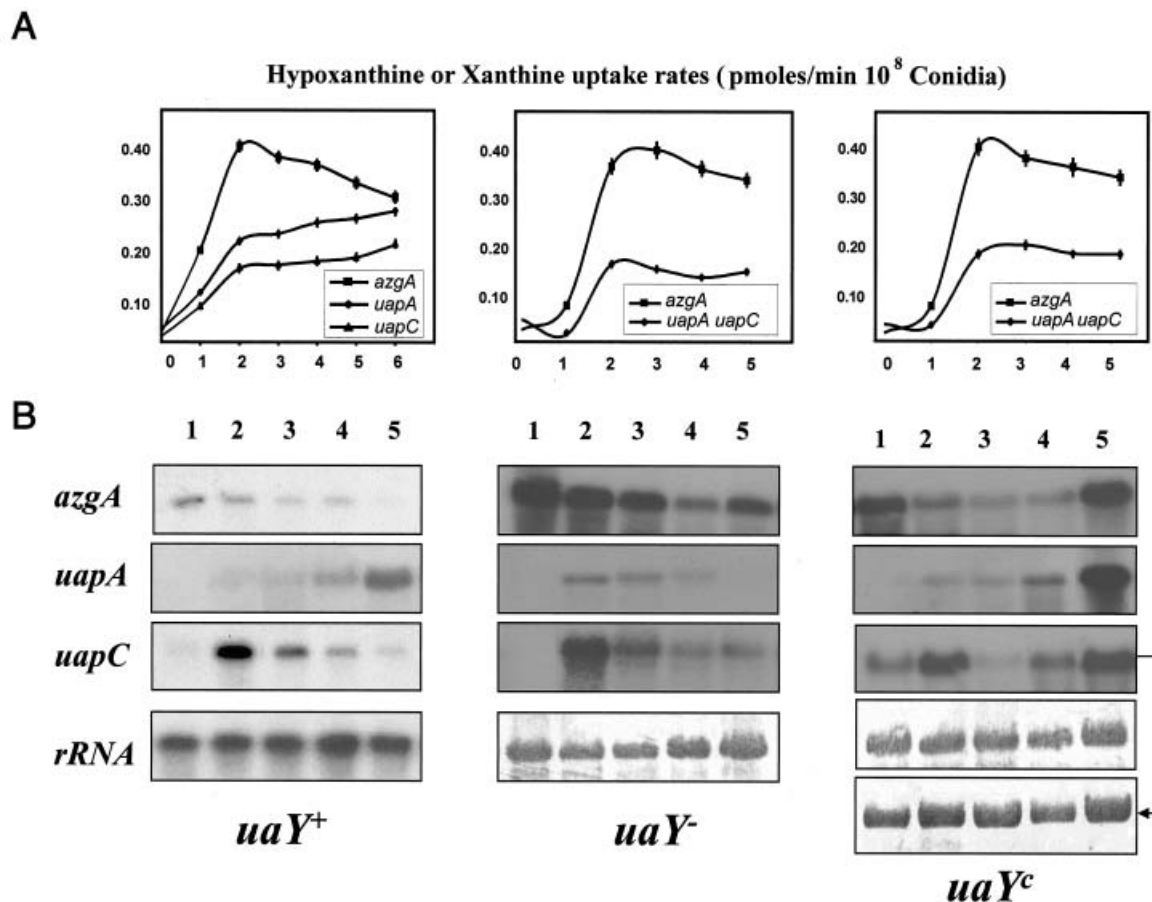 A
Hypoxanthine or Xanthine uptake rates ( pmoles/min 10⁸ Conidia)
0.40
0.30
0.20
0.10
0 1 2 3 4 5 6
azgA
uapA
uapC
0.40
0.30
0.20
0.10
0 1 2 3 4 5
azgA
uapA uapC
0.40
0.30
0.20
0.10
0 1 2 3 4 5
azgA
uapA uapC
B
1 2 3 4 5
1 2 3 4 5
1 2 3 4 5
azgA
uapA
uapC
rRNA
uaY⁺
uaY⁻
uaYᶜ